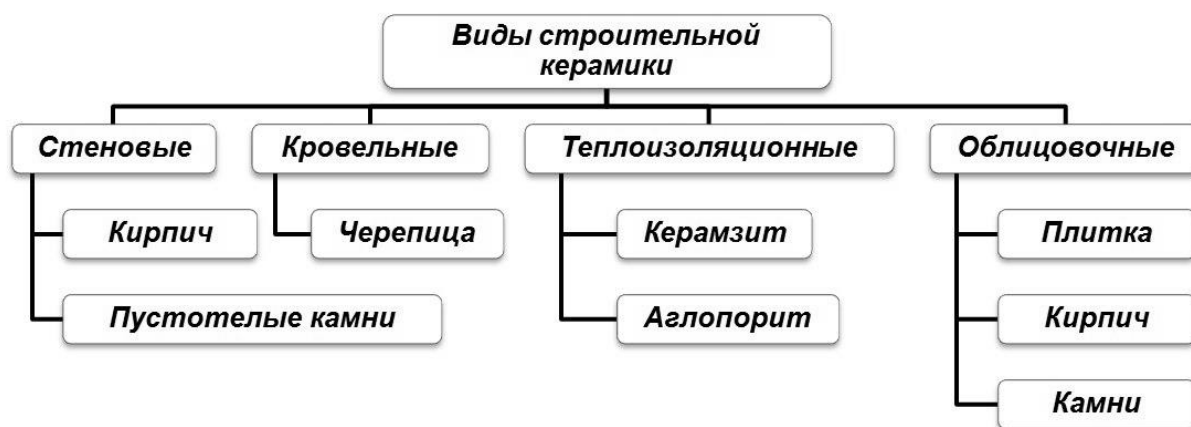 Виды строительной
керамики
Стеновые
Кровельные
Теплоизоляционные
Облицовочные
Кирпич
Черепица
Керамзит
Плитка
Пустотелые камни
Аглопорит
Кирпич
Камни